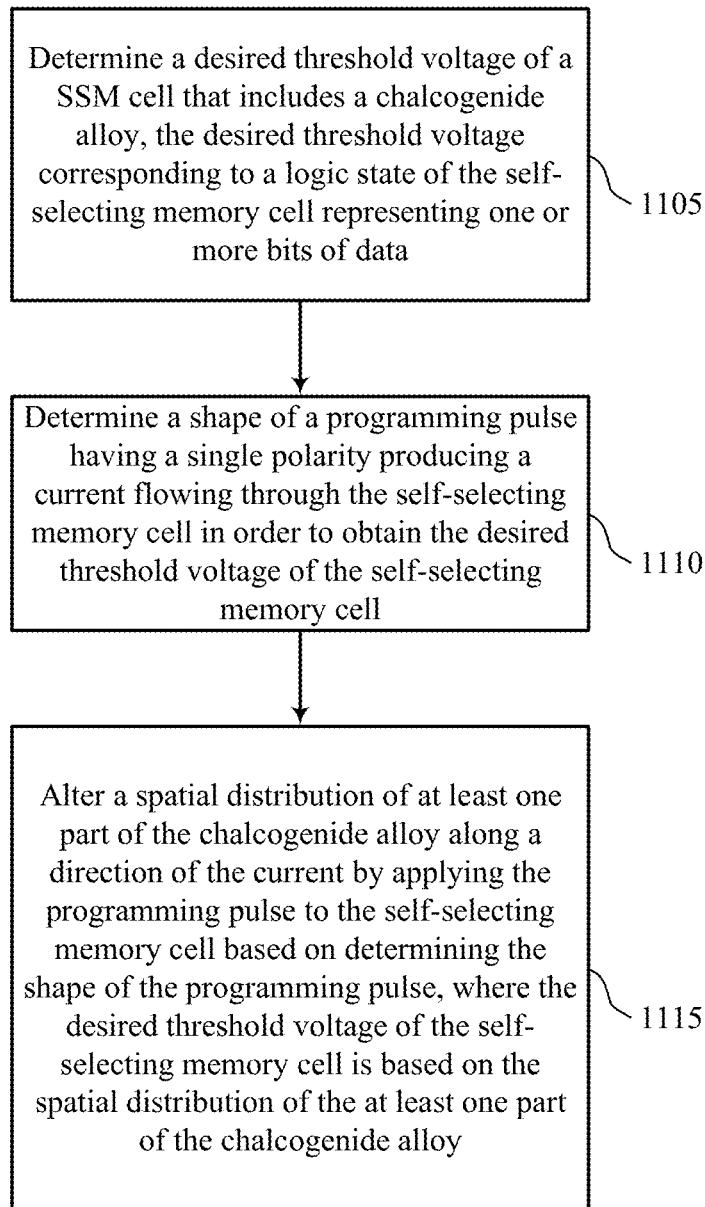 Determine a desired threshold voltage of a
SSM cell that includes a chalcogenide
alloy, the desired threshold voltage
corresponding to a logic state of the self-
selecting memory cell representing one or
more bits of data
1105
Determine a shape of a programming pulse
having a single polarity producing a
current flowing through the self-selecting
memory cell in order to obtain the desired
threshold voltage of the self-selecting
memory cell
1110
Alter a spatial distribution of at least one
part of the chalcogenide alloy along a
direction of the current by applying the
programming pulse to the self-selecting
memory cell based on determining the
shape of the programming pulse, where the
desired threshold voltage of the self-
selecting memory cell is based on the
spatial distribution of the at least one part
of the chalcogenide alloy
1115